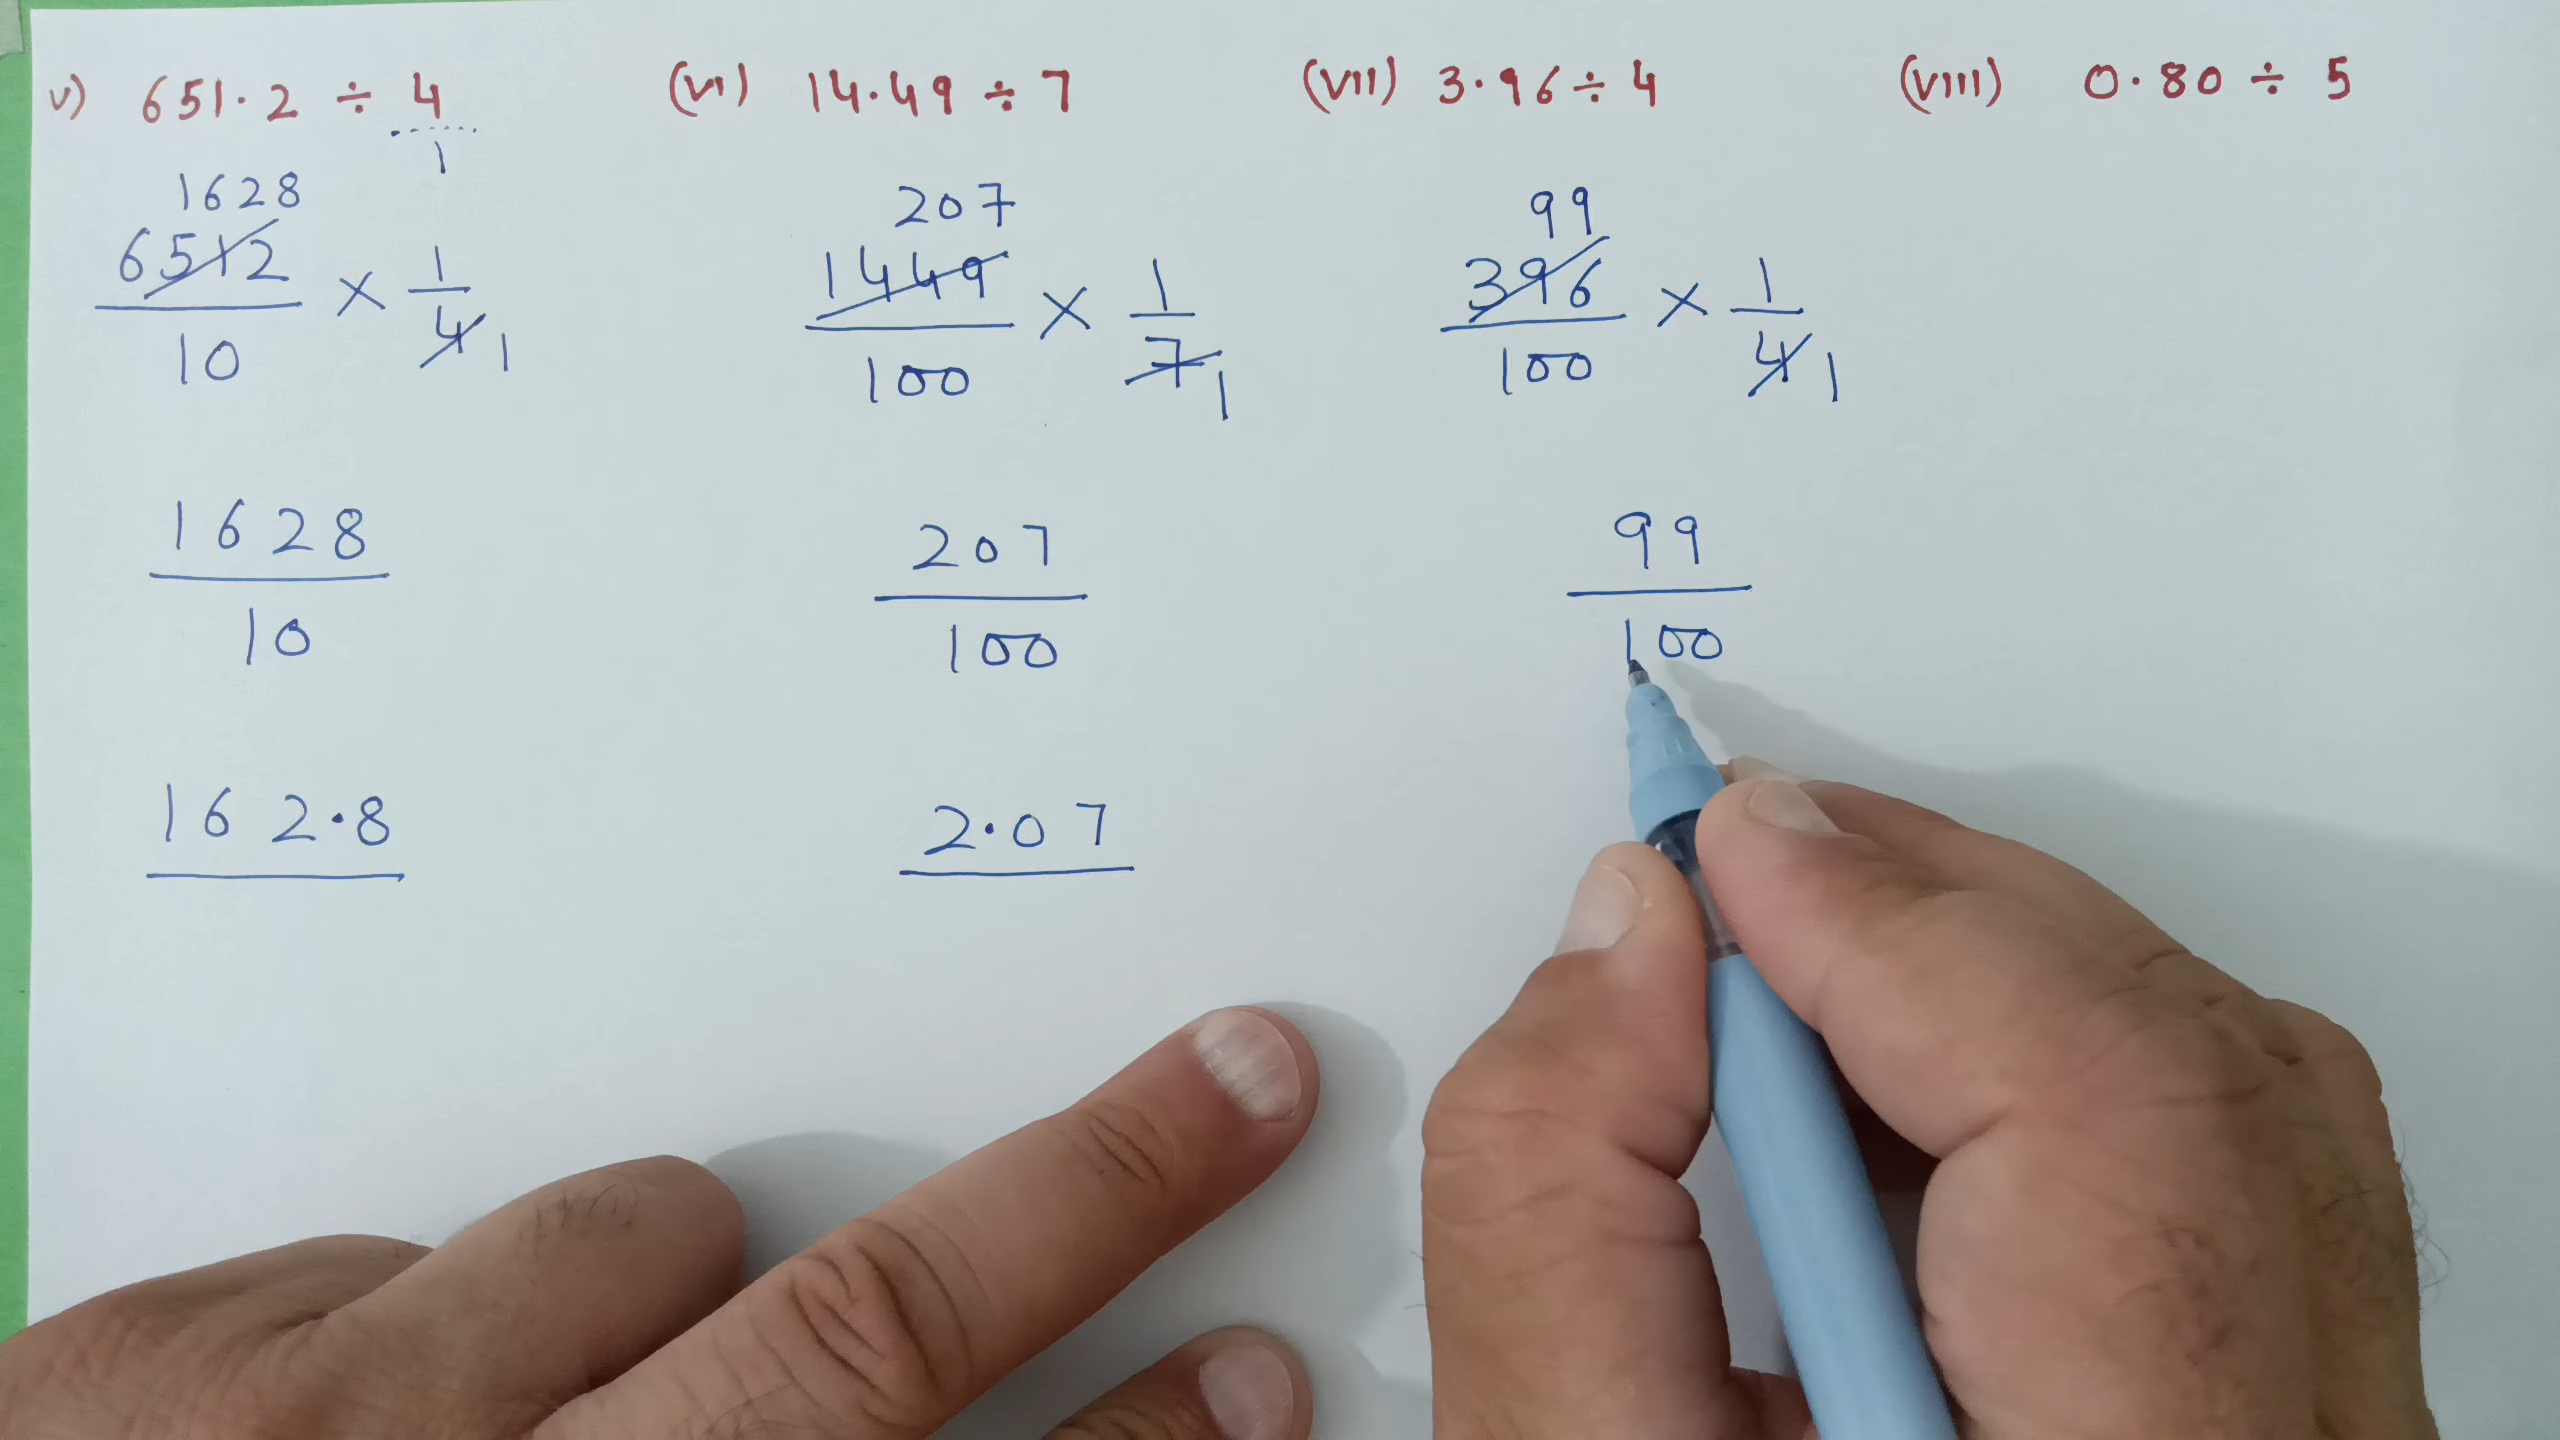 v) 651.2 ÷ 4
1
1628
6512 × 1
10 4 1
1628
10
162.8
(VI) 14.49 ÷ 7
207
1449 × 1
100 7 1
207
100
2.07
(VII) 3.96 ÷ 4
99
396 × 1
100 4 1
99
100
(VIII) 0.80 ÷ 5